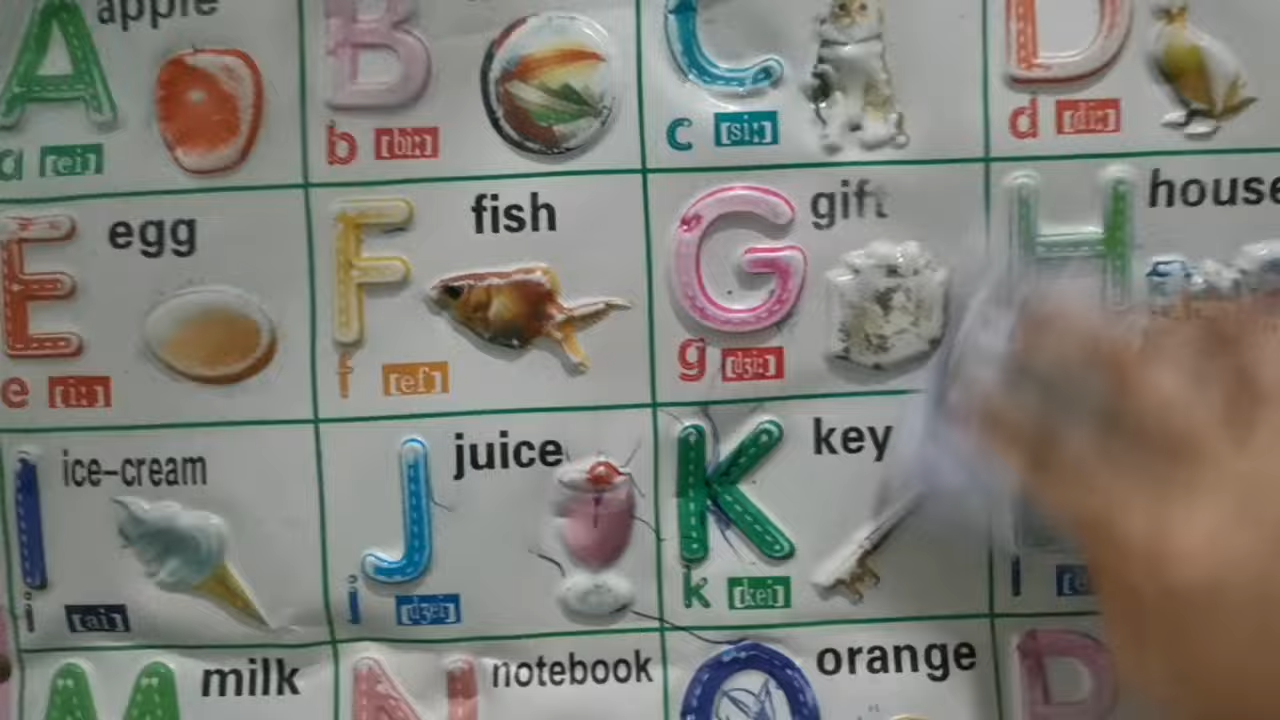 apple
A
B
C
D
a [ei]
b [bi:]
c [si:]
d [di:]
egg
fish
gift
house
E
F
G
H
e [i:]
f [ef]
g [dʒi:]
ice-cream
juice
key
I
J
K
i [ai]
j [dʒei]
k [kei]
l
milk
notebook
orange
M
N
O
P